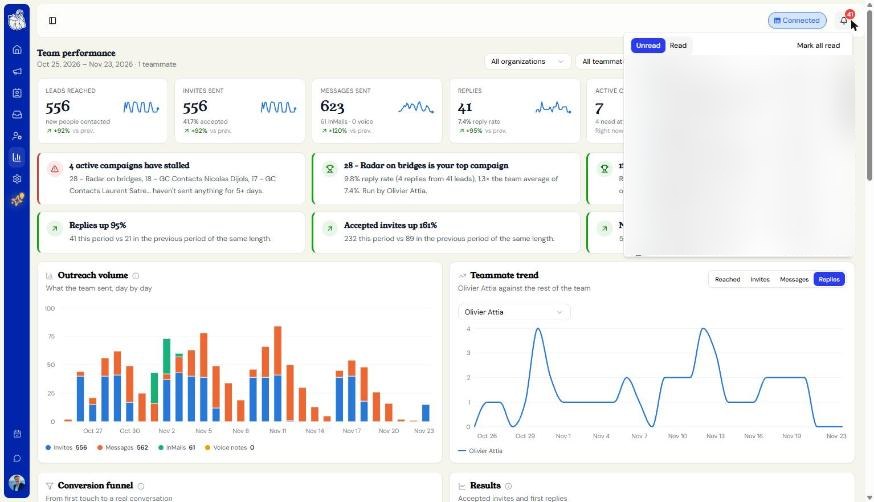 Connected
41
Unread Read Mark all read
Team performance
Oct 25, 2026 – Nov 23, 2026 · 1 teammate
All organizations
LEADS REACHED
556
new people contacted
+92% vs prev.
INVITES SENT
556
41.7% accepted
+92% vs prev.
MESSAGES SENT
623
61 InMails · 0 voice
+120% vs prev.
REPLIES
41
7.4% reply rate
+95% vs prev.
7
4 need at
Right now
4 active campaigns have stalled
28 - Radar on bridges, 18 - GC Contacts Nicolas Dijols, 17 - GC
Contacts Laurent Satre… haven't sent anything for 5+ days.
28 - Radar on bridges is your top campaign
9.8% reply rate (4 replies from 41 leads), 1.3× the team average of
7.4%. Run by Olivier Attia.
Replies up 95%
41 this period vs 21 in the previous period of the same length.
Accepted invites up 161%
232 this period vs 89 in the previous period of the same length.
Outreach volume
What the team sent, day by day
100
75
50
25
0
Oct 27 Oct 30 Nov 2 Nov 5 Nov 8 Nov 11 Nov 14 Nov 17 Nov 20 Nov 23
Invites 556 Messages 562 InMails 61 Voice notes 0
Teammate trend
Olivier Attia against the rest of the team
Reached Invites Messages Replies
Olivier Attia
4
3
2
1
0
Oct 26 Oct 29 Nov 1 Nov 4 Nov 7 Nov 10 Nov 13 Nov 16 Nov 19 Nov 23
Olivier Attia
Conversion funnel
From first touch to a real conversation
Results
Accepted invites and first replies